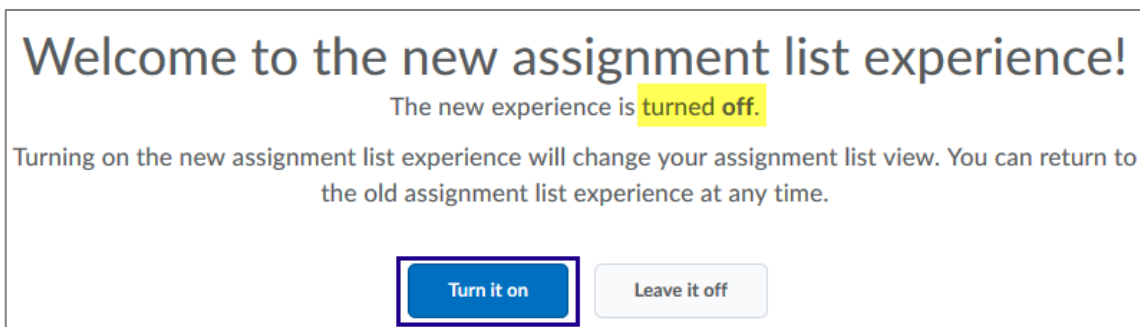 Welcome to the new assignment list experience!
The new experience is turned off.
Turning on the new assignment list experience will change your assignment list view. You can return to
the old assignment list experience at any time.
Turn it on
Leave it off